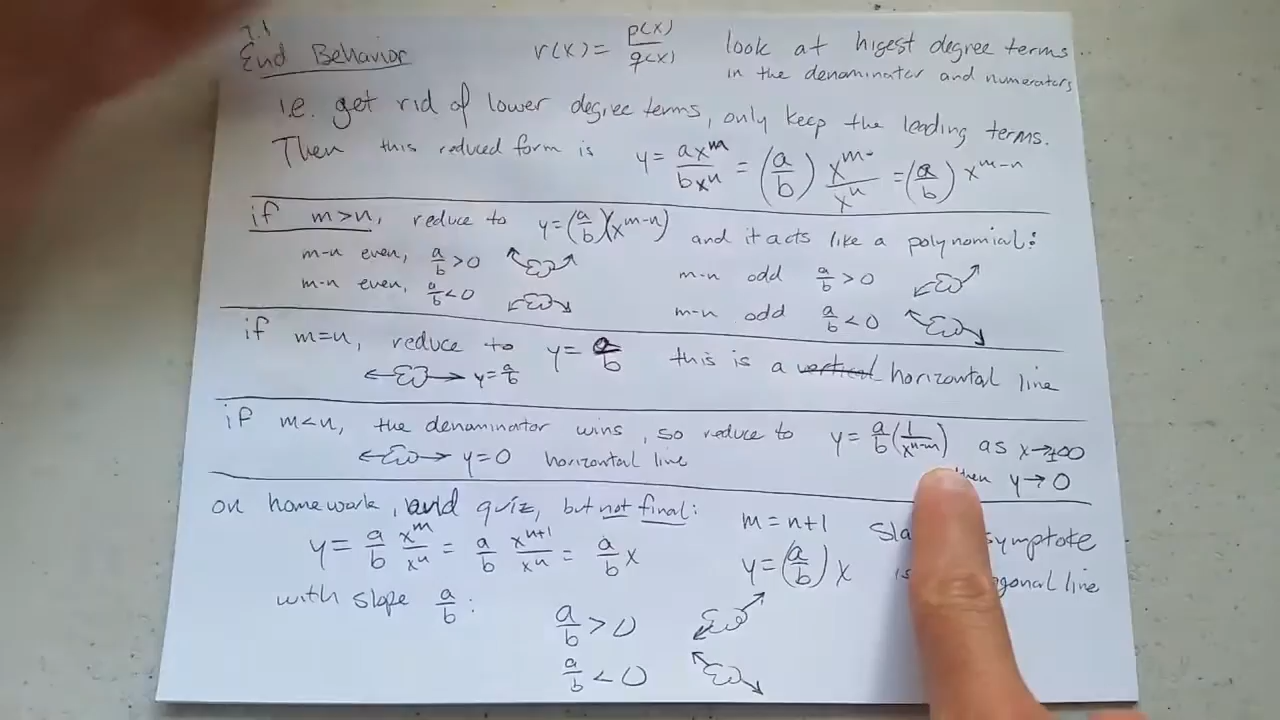 7.1
End Behavior r(x) = p(x)/q(x) look at higest degree terms..
in the denominator and numerators
i.e. get rid of lower degree terms, only keep the leading terms.
Then this reduced form is y = ax^m/bx^n = (a/b) x^m/x^n = (a/b) x^m-n
if m>n, reduce to y=(a/b)(x^m-n) and it acts like a polynomial:
m-n even, a/b >0 m-n odd a/b >0
m-n even, a/b <0 m-n odd a/b <0
if m=n, reduce to y = a/b this is a vertical horizontal line
y=a/b
if m<n, the denominator wins, so reduce to y = a/b (1/x^n-m) as x→±∞
y=0 horizontal line then y→0
on homework, and quiz, but not final: m = n+1 asymptote
y = a/b x^m/x^n = a/b x^n+1/x^n = a/b x y=(a/b) x is line
with slope a/b :
a/b > 0
a/b < 0